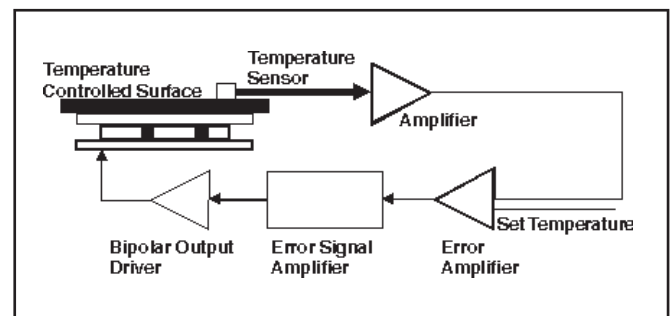 Temperature
Sensor
Temperature
Controlled Surface
Amplifier
Set Temperature
Bipolar Output
Driver
Error Signal
Amplifier
Error
Amplifier